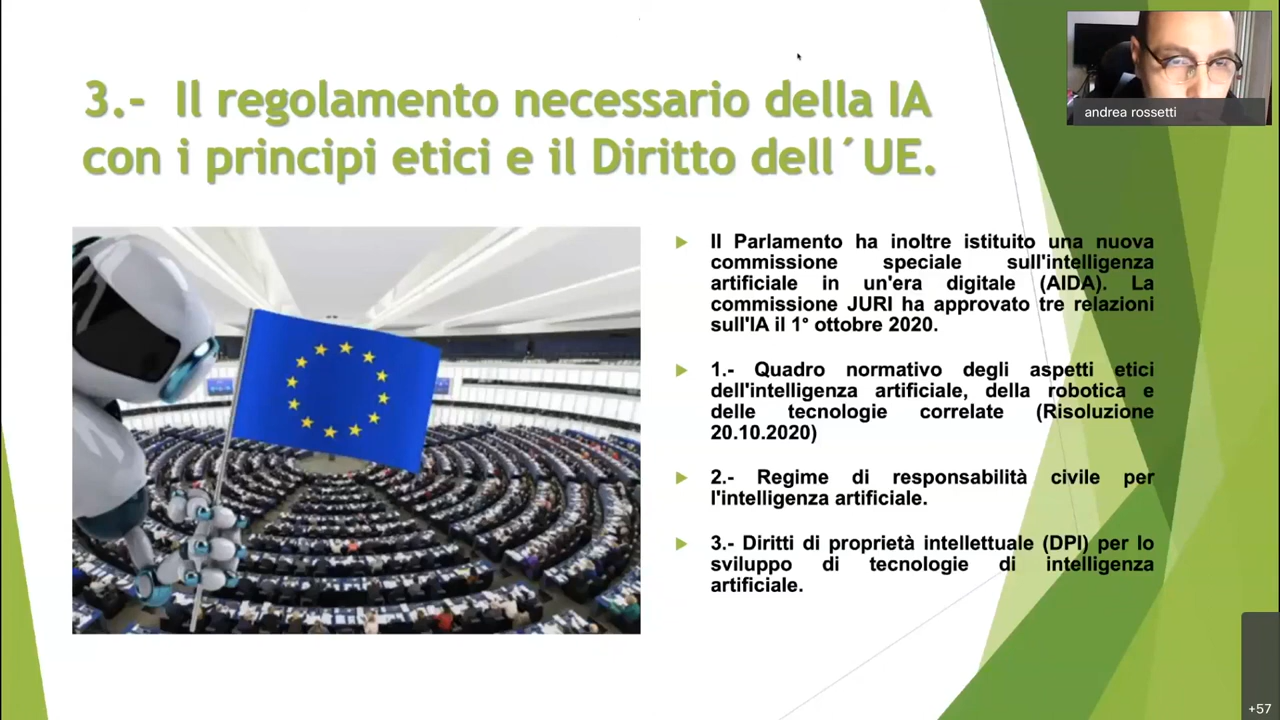 3.- Il regolamento necessario della IA
con i principi etici e il Diritto dell´UE.
andrea rossetti
Il Parlamento ha inoltre istituito una nuova
commissione speciale sull'intelligenza
artificiale in un'era digitale (AIDA). La
commissione JURI ha approvato tre relazioni
sull'IA il 1° ottobre 2020.
1.- Quadro normativo degli aspetti etici
dell'intelligenza artificiale, della robotica e
delle tecnologie correlate (Risoluzione
20.10.2020)
2.- Regime di responsabilità civile per
l'intelligenza artificiale.
3.- Diritti di proprietà intellettuale (DPI) per lo
sviluppo di tecnologie di intelligenza
artificiale.
+57